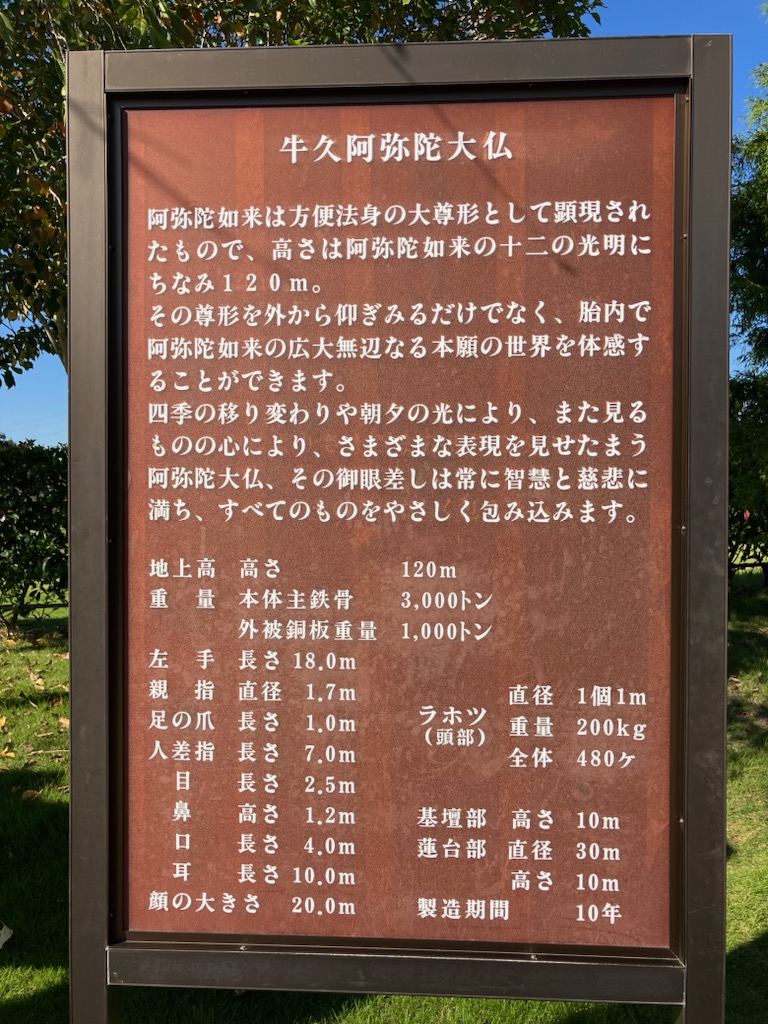 牛久阿弥陀大仏
阿弥陀如来は方便法身の大尊形として顕現され
たもので、高さは阿弥陀如来の十二の光明に
ちなみ１２０ｍ。
その尊形を外から仰ぎみるだけでなく、胎内で
阿弥陀如来の広大無辺なる本願の世界を体感す
ることができます。
四季の移り変わりや朝夕の光により、また見る
ものの心により、さまざまな表現を見せたまう
阿弥陀大仏、その御眼差しは常に智慧と慈悲に
満ち、すべてのものをやさしく包み込みます。
地上高 高さ 120m
重 量 本体主鉄骨 3,000トン
外被銅板重量 1,000トン
左 手 長さ 18.0m
親 指 直径 1.7m
足の爪 長さ 1.0m
人差指 長さ 7.0m
目 長さ 2.5m
鼻 高さ 1.2m
口 長さ 4.0m
耳 長さ 10.0m
顔の大きさ 20.0m
直径 1個1m
ラホツ 重量 200kg
（頭部）
全体 480ケ
基壇部 高さ 10m
蓮台部 直径 30m
高さ 10m
製造期間 10年